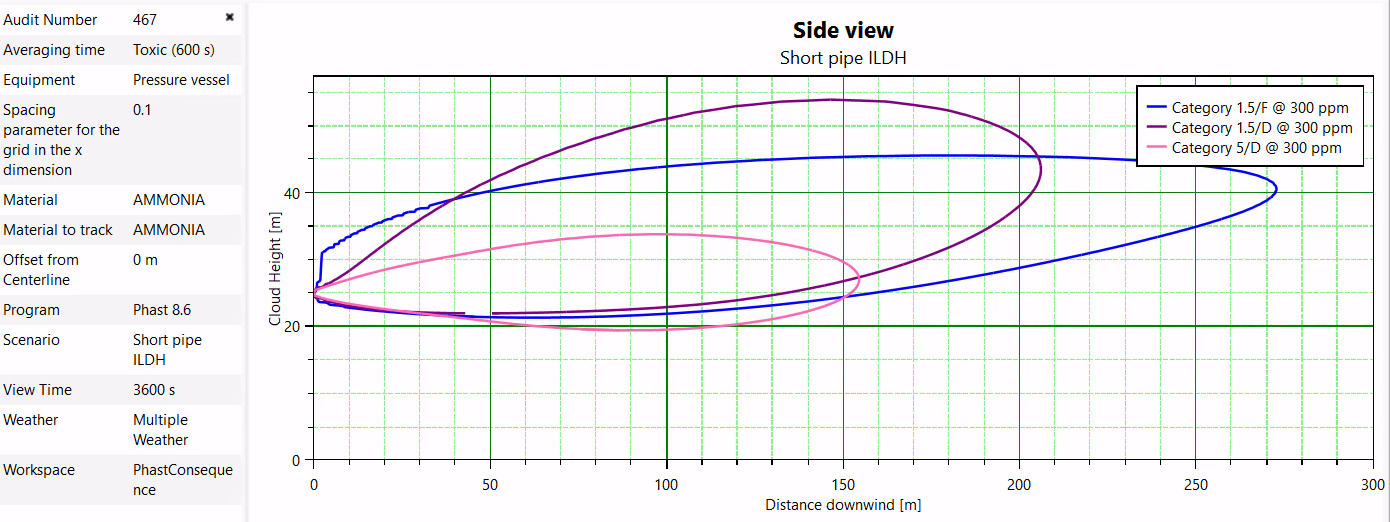 Audit Number 467
Averaging time Toxic (600 s)
Equipment Pressure vessel
Spacing 0.1
parameter for the
grid in the x
dimension
Material AMMONIA
Material to track AMMONIA
Offset from 0 m
Centerline
Program Phast 8.6
Scenario Short pipe
ILDH
View Time 3600 s
Weather Multiple
Weather
Workspace PhastConseque
nce
Side view
Short pipe ILDH
Category 1.5/F @ 300 ppm
Category 1.5/D @ 300 ppm
Category 5/D @ 300 ppm
Cloud Height [m]
40
20
0
0 50 100 150 200 250 300
Distance downwind [m]